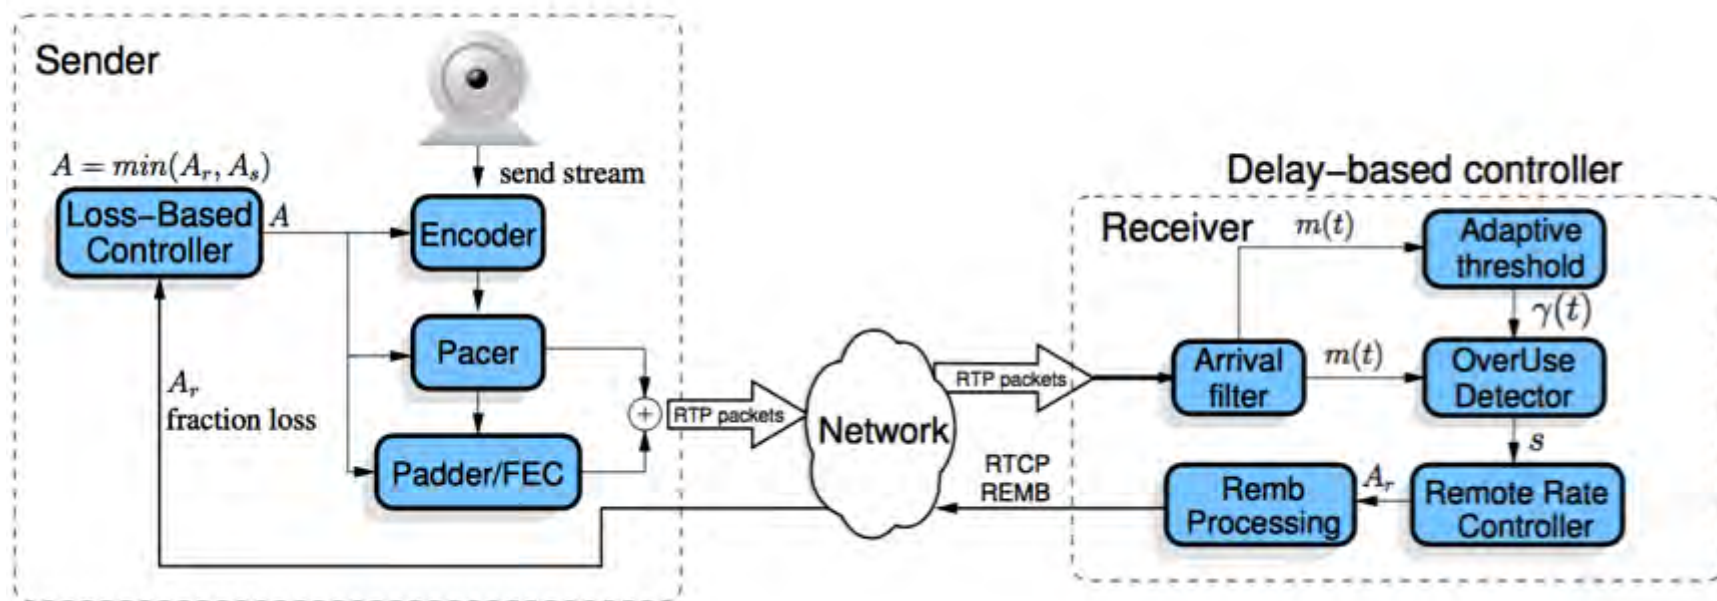 Sender
A = min(A_r, A_s)
Loss–Based
Controller
A
send stream
Encoder
Pacer
Padder/FEC
A_r
fraction loss
+
RTP packets
Network
RTP packets
RTCP
REMB
Delay–based controller
Receiver
m(t)
Adaptive
threshold
γ(t)
Arrival
filter
m(t)
OverUse
Detector
s
Remb
Processing
A_r
Remote Rate
Controller